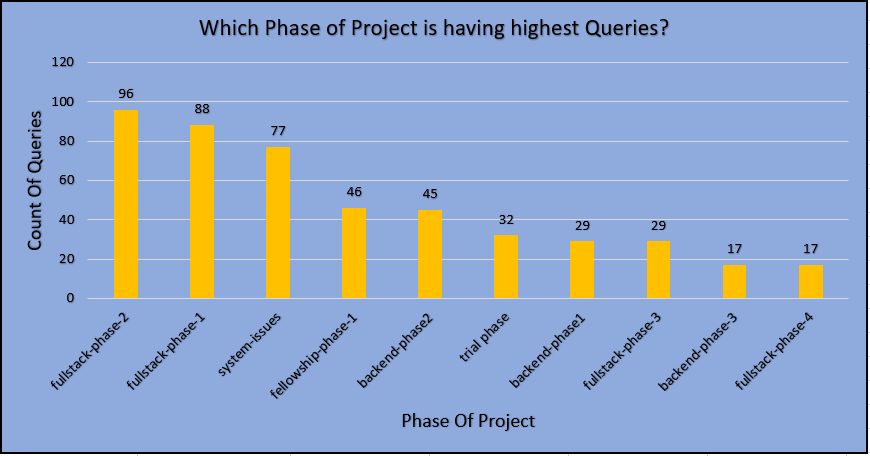 Which Phase of Project is having highest Queries?
Count Of Queries
120
100
80
60
40
20
0
96
88
77
46
45
32
29
29
17
17
fullstack-phase-2
fullstack-phase-1
system-issues
fellowship-phase-1
backend-phase2
trial phase
backend-phase1
fullstack-phase-3
backend-phase-3
fullstack-phase-4
Phase Of Project